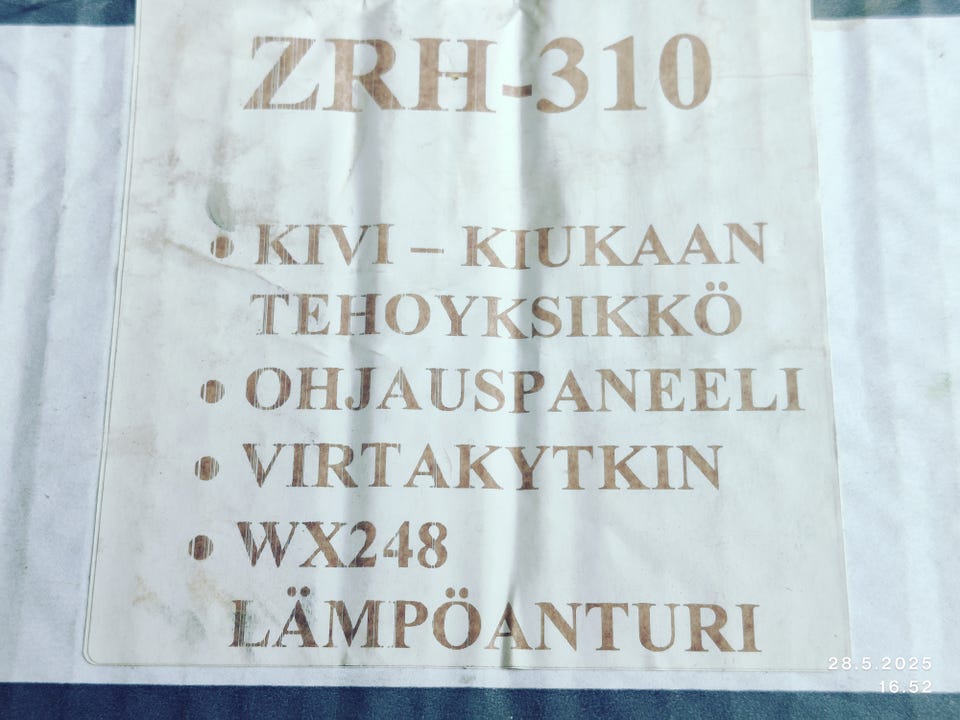 ZRH-310
• KIVI – KIUKAAN
TEHOYKSIKKÖ
• OHJAUSPANEELI
• VIRTAKYTKIN
• WX248
LÄMPÖANTURI
28.5.2025
16.52